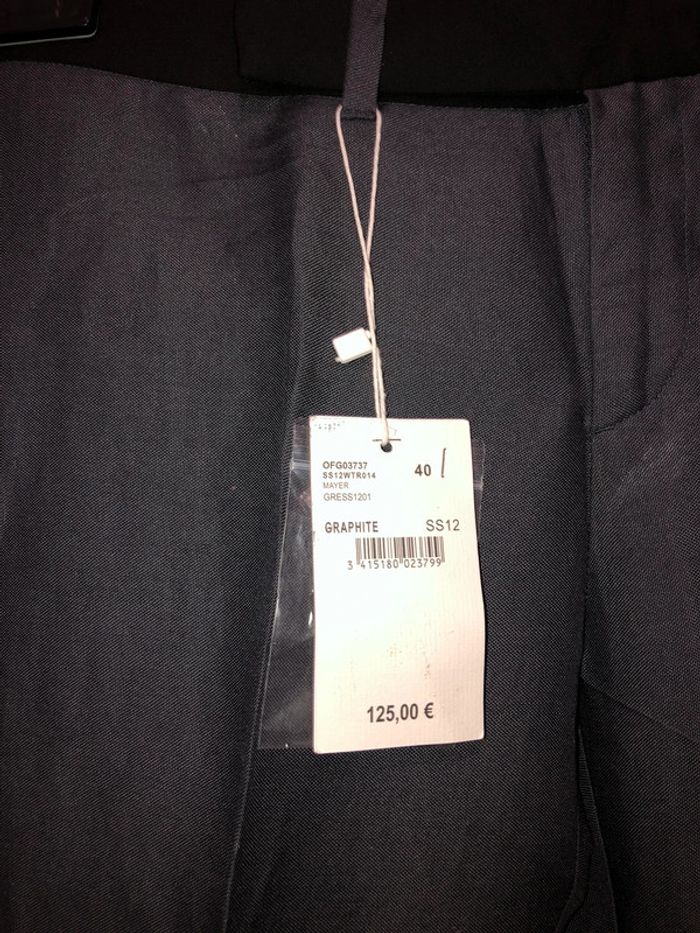 OFG03737 40
SS12WTR014
MAYER
GRESS1201
GRAPHITE SS12
3 415180 023799
125,00 €